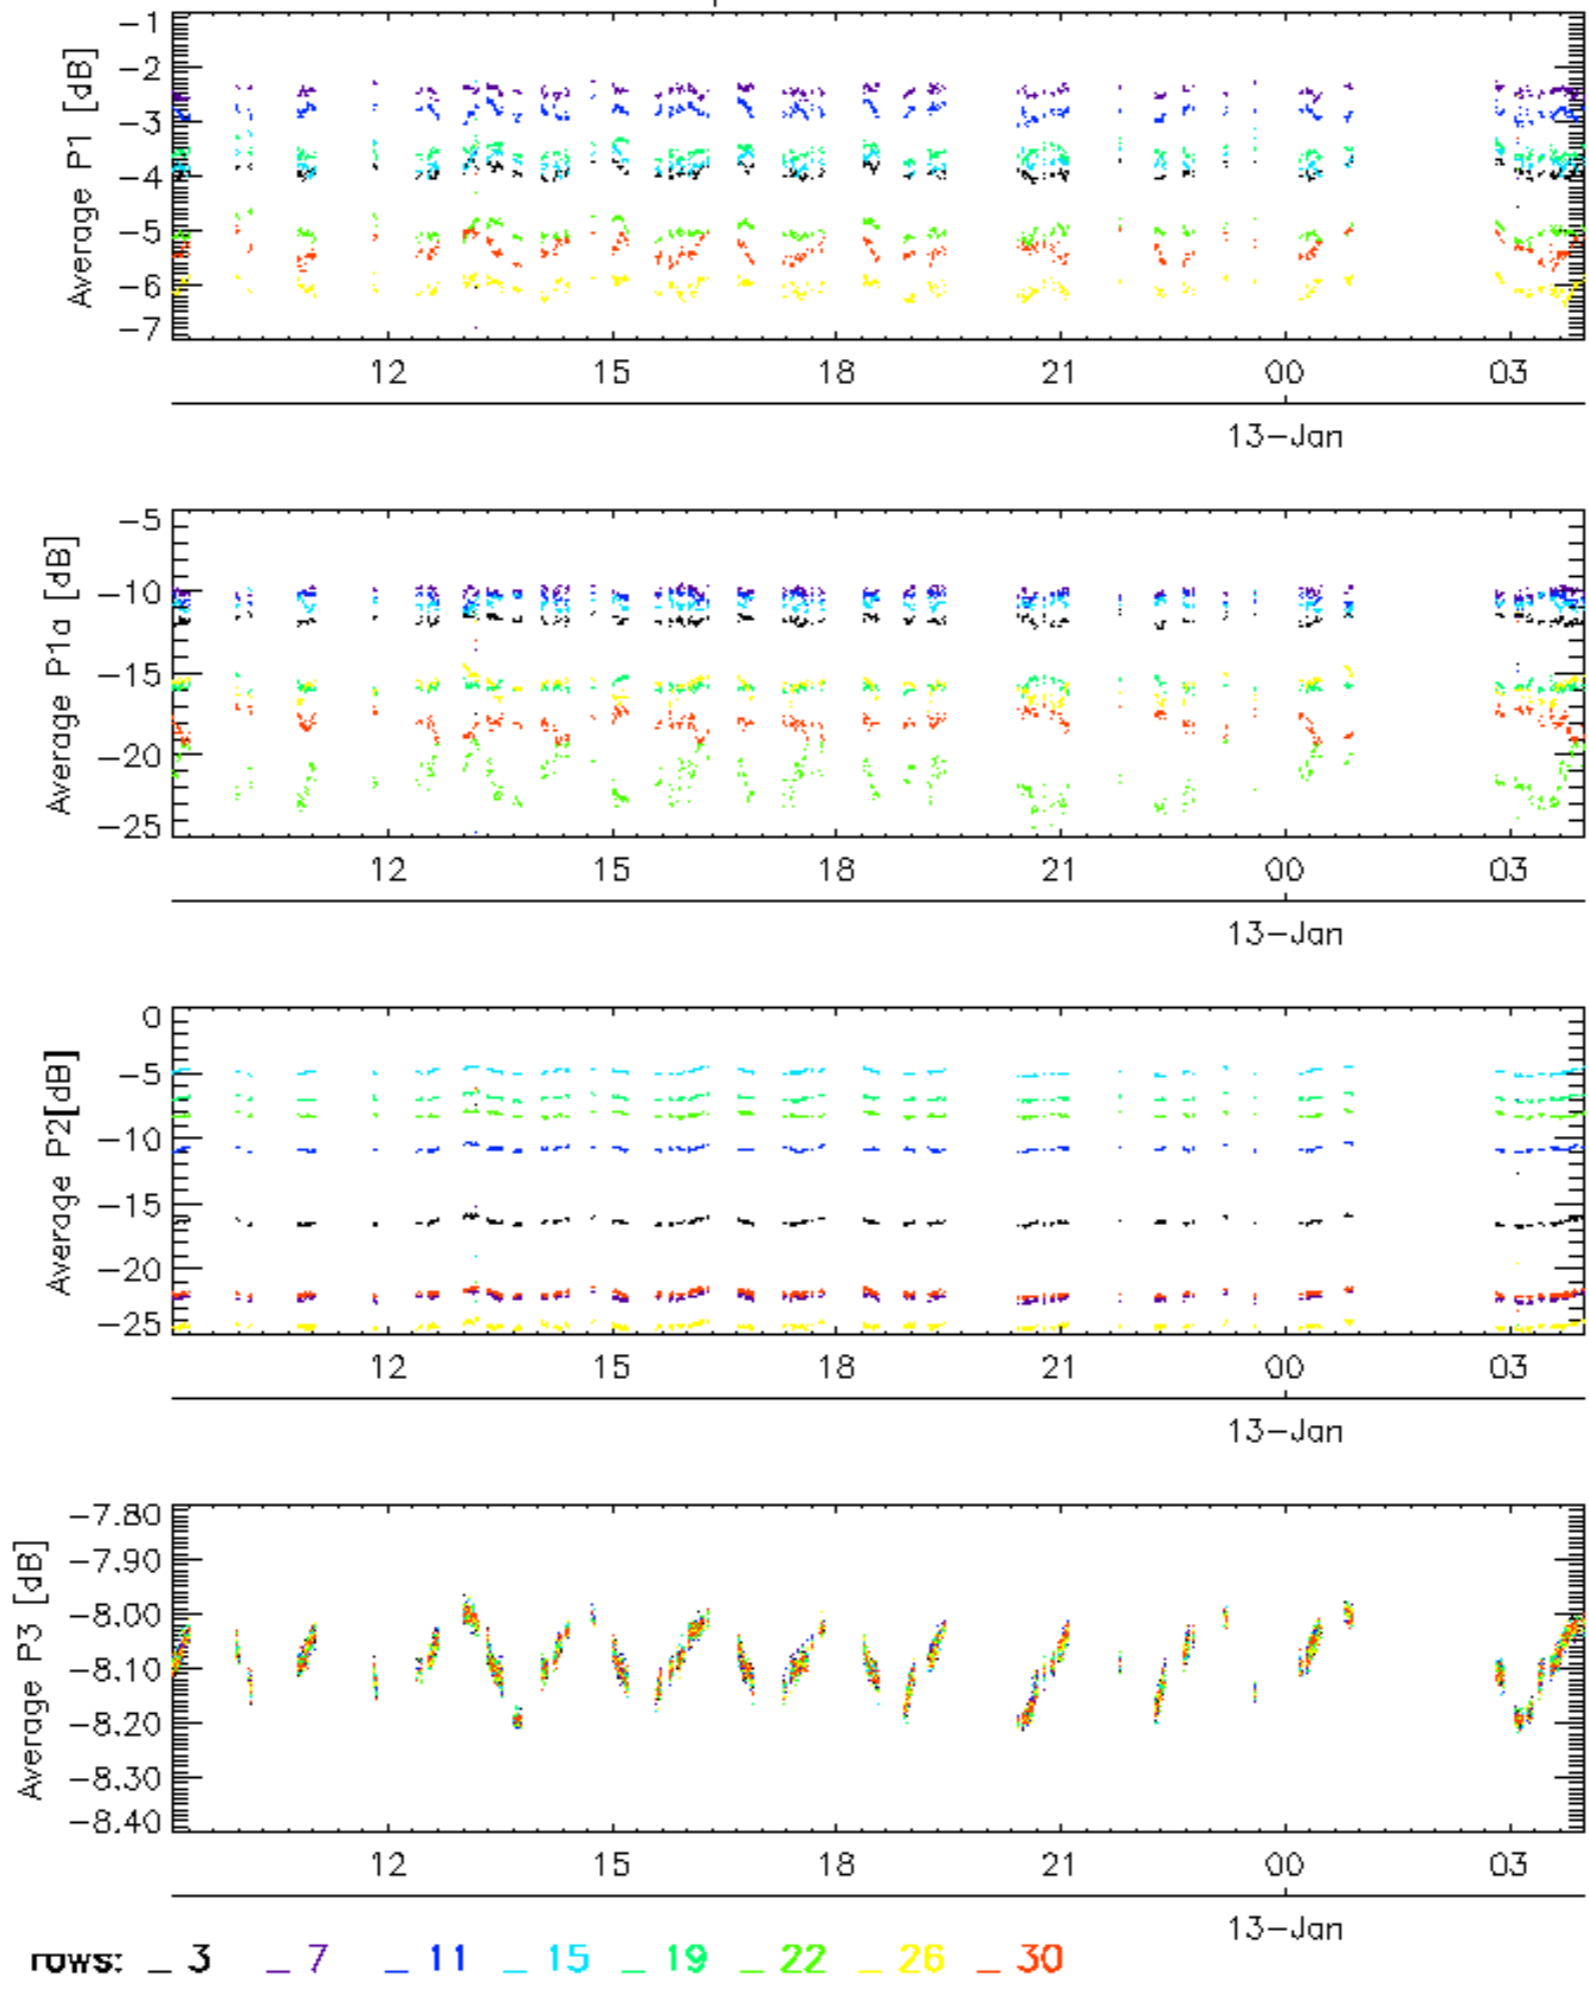 -1
-2
-3
-4
-5
-6
-7
Average P1 [dB]
12 15 18 21 00 03
13-Jan
-5
-10
-15
-20
-25
Average P1a [dB]
12 15 18 21 00 03
13-Jan
0
-5
-10
-15
-20
-25
Average P2[dB]
12 15 18 21 00 03
13-Jan
-7.80
-7.90
-8.00
-8.10
-8.20
-8.30
-8.40
Average P3 [dB]
12 15 18 21 00 03
13-Jan
rows: _ 3 _ 7 _ 11 _ 15 _ 19 _ 22 _ 26 _ 30